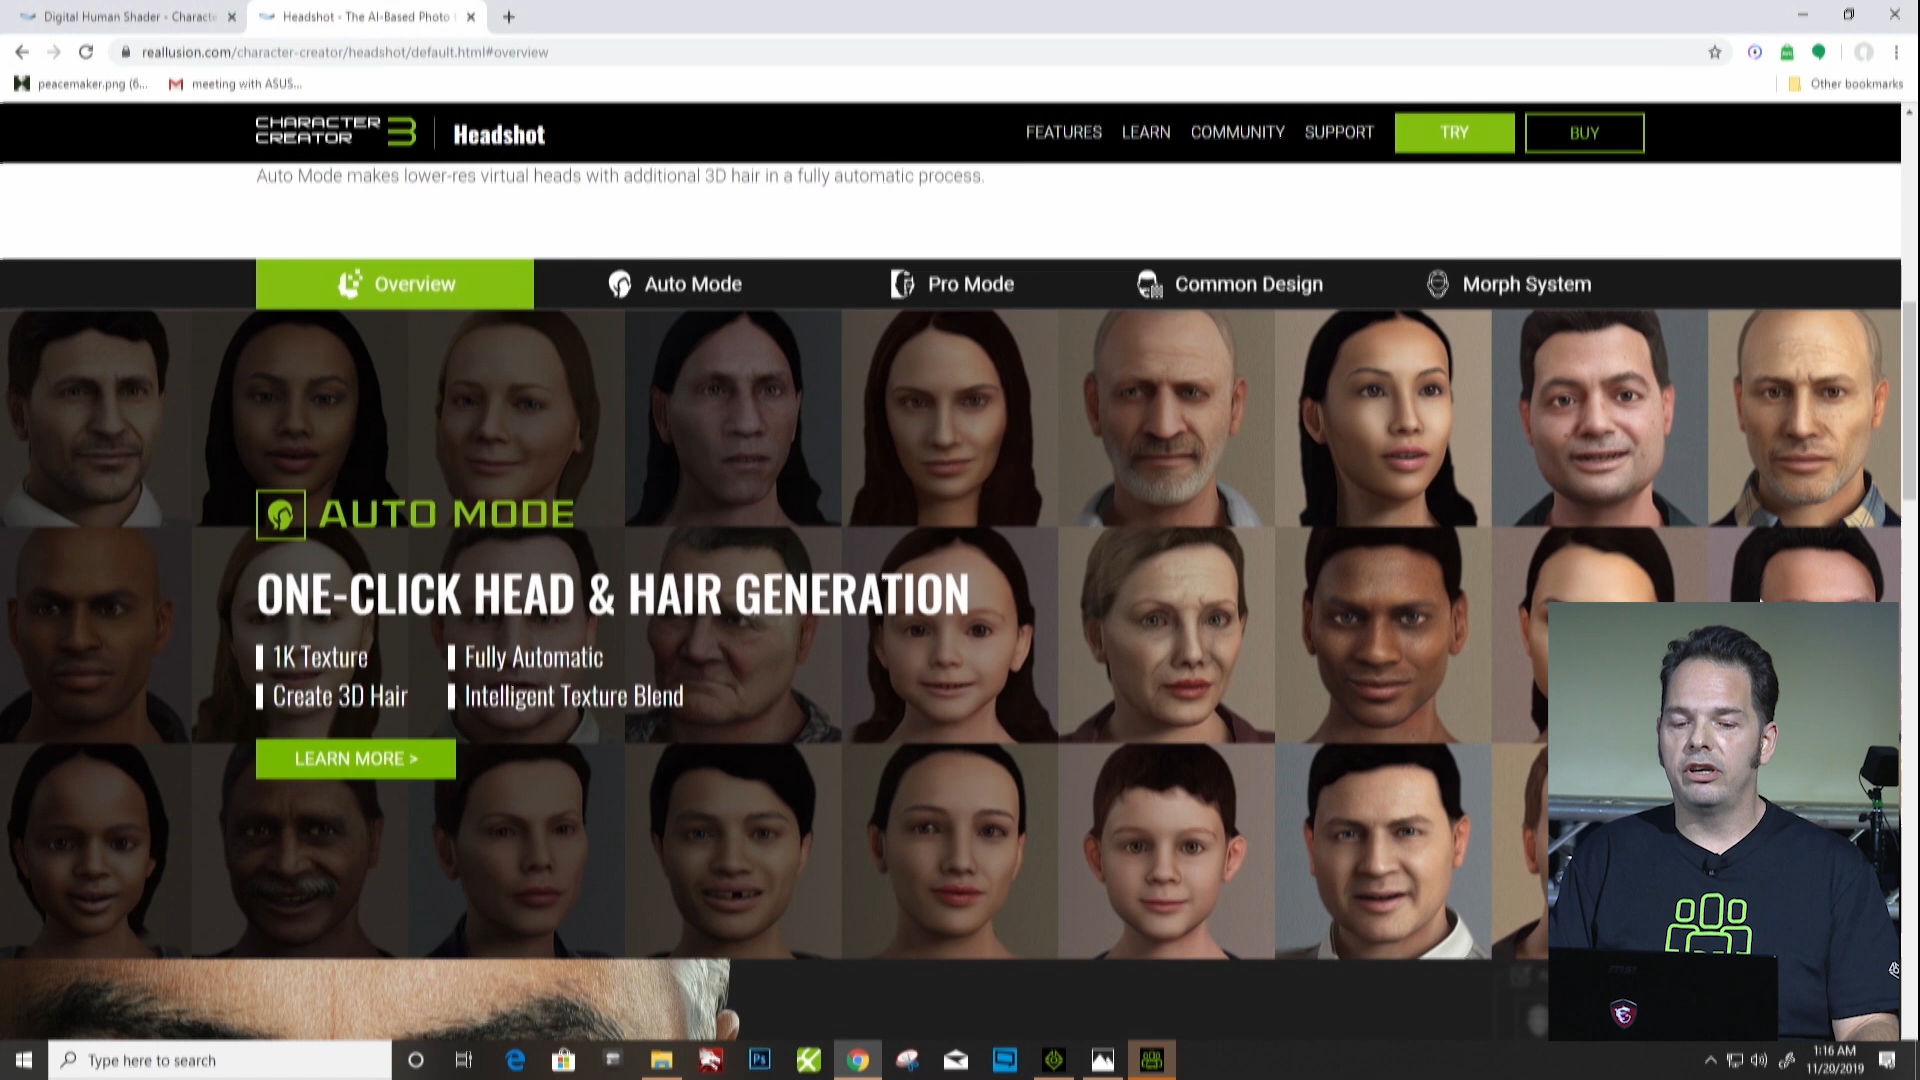 Digital Human Shader - Characte
Headshot - The AI-Based Photo
reallusion.com/character-creator/headshot/default.html#overview
peacemaker.png (6...
meeting with ASUS...
Other bookmarks
CHARACTER CREATOR 3
Headshot
FEATURES
LEARN
COMMUNITY
SUPPORT
TRY
BUY
Auto Mode makes lower-res virtual heads with additional 3D hair in a fully automatic process.
Overview
Auto Mode
Pro Mode
Common Design
Morph System
AUTO MODE
ONE-CLICK HEAD & HAIR GENERATION
1K Texture
Fully Automatic
Create 3D Hair
Intelligent Texture Blend
LEARN MORE >
msi
Type here to search
Ps
1:16 AM
11/20/2019